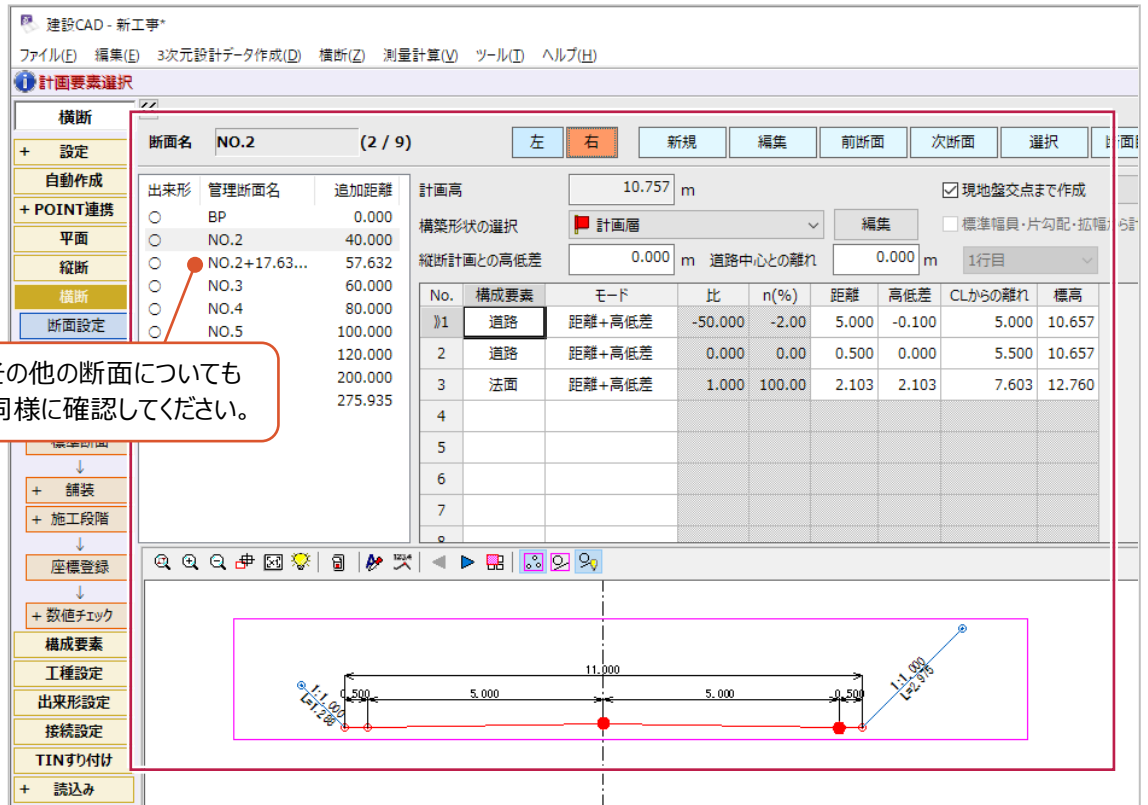 建設CAD - 新工事*
ファイル(F) 編集(E) 3次元設計データ作成(D) 横断(Z) 測量計算(V) ツール(T) ヘルプ(H)
計画要素選択
横断
+ 設定
自動作成
+ POINT連携
平面
縦断
横断
断面設定
標準断面
↓
+ 舗装
+ 施工段階
↓
座標登録
↓
+ 数値チェック
構成要素
工種設定
出来形設定
接続設定
TINすり付け
+ 読込み
断面名 NO.2 (2 / 9) 左 右 新規 編集 前断面 次断面 選択
出来形 管理断面名 追加距離
○ BP 0.000
○ NO.2 40.000
○ NO.2+17.63... 57.632
○ NO.3 60.000
○ NO.4 80.000
○ NO.5 100.000
120.000
200.000
275.935
その他の断面についても
同様に確認してください。
計画高 10.757 m ☑現地盤交点まで作成
構築形状の選択 計画層 編集 標準幅員・片勾配・拡幅から計
縦断計画との高低差 0.000 m 道路中心との離れ 0.000 m 1行目
No. 構成要素 モード 比 n(%) 距離 高低差 CLからの離れ 標高
》1 道路 距離+高低差 -50.000 -2.00 5.000 -0.100 5.000 10.657
2 道路 距離+高低差 0.000 0.00 0.500 0.000 5.500 10.657
3 法面 距離+高低差 1.000 100.00 2.103 2.103 7.603 12.760
4
5
6
7
11.000
0.500 5.000 5.000 0.500
1:1.000
L=1.288
1:1.000
L=2.975